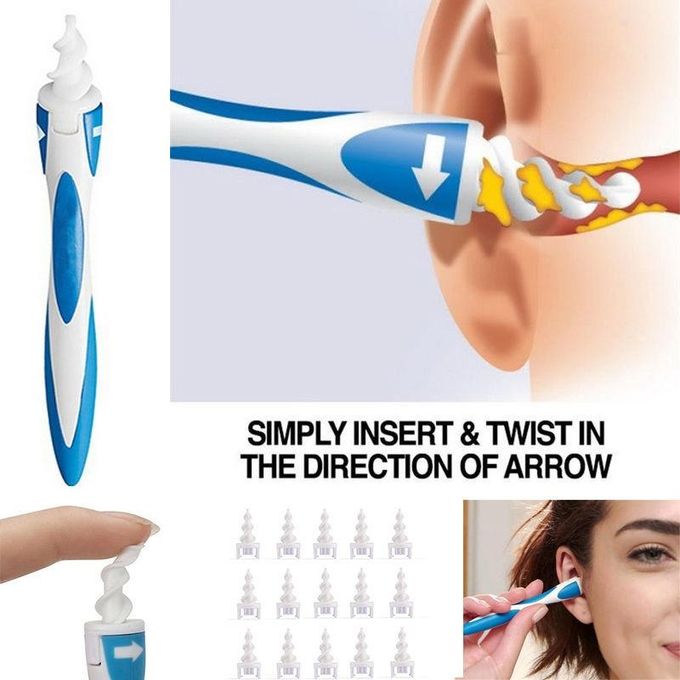 SIMPLY INSERT & TWIST IN
THE DIRECTION OF ARROW